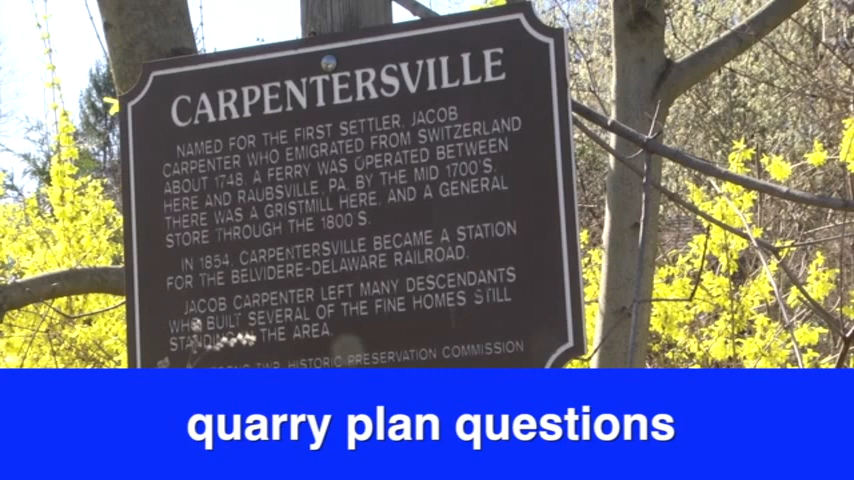 CARPENTERSVILLE
NAMED FOR THE FIRST SETTLER, JACOB
CARPENTER WHO EMIGRATED FROM SWITZERLAND
ABOUT 1748. A FERRY WAS OPERATED BETWEEN
HERE AND RAUBSVILLE, PA. BY THE MID 1700'S.
THERE WAS A GRISTMILL HERE, AND A GENERAL
STORE THROUGH THE 1800'S.
IN 1854, CARPENTERSVILLE BECAME A STATION
FOR THE BELVIDERE-DELAWARE RAILROAD.
JACOB CARPENTER LEFT MANY DESCENDANTS
WHO BUILT SEVERAL OF THE FINE HOMES STILL
STANDING THE AREA.
TWP. HISTORIC PRESERVATION COMMISSION
quarry plan questions